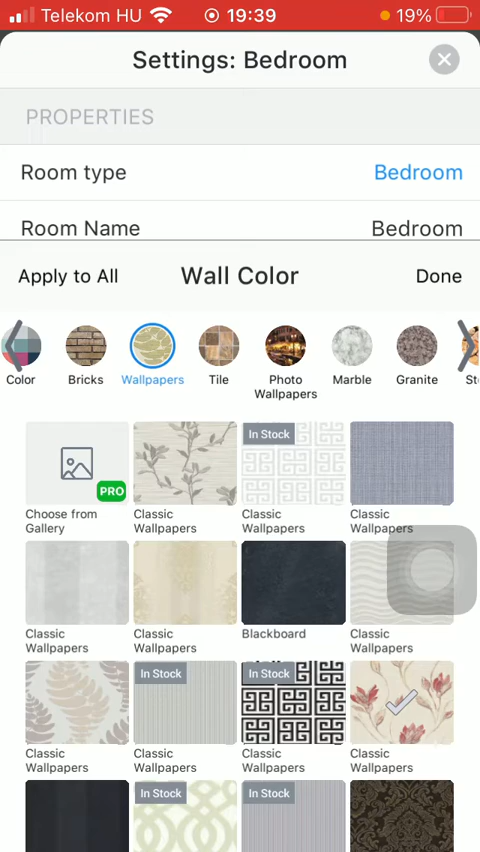 Telekom HU 19:39 19%
Settings: Bedroom
PROPERTIES
Room type Bedroom
Room Name Bedroom
Apply to All Wall Color Done
Color Bricks Wallpapers Tile Photo Wallpapers Marble Granite Sto
PRO In Stock
Choose from Gallery
Classic Wallpapers
Classic Wallpapers
Classic Wallpapers
Classic Wallpapers
Classic Wallpapers
Blackboard
Classic Wallpapers
In Stock In Stock
Classic Wallpapers
Classic Wallpapers
Classic Wallpapers
Classic Wallpapers
In Stock In Stock